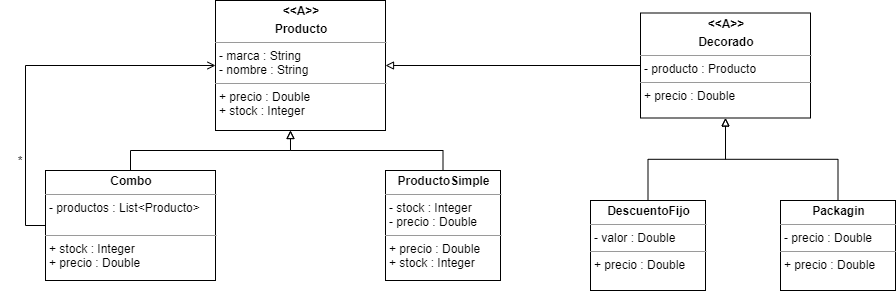 <<A>>
Producto
- marca : String
- nombre : String
+ precio : Double
+ stock : Integer
<<A>>
Decorado
- producto : Producto
+ precio : Double
*
Combo
- productos : List<Producto>
+ stock : Integer
+ precio : Double
ProductoSimple
- stock : Integer
- precio : Double
+ precio : Double
+ stock : Integer
DescuentoFijo
- valor : Double
+ precio : Double
Packagin
- precio : Double
+ precio : Double